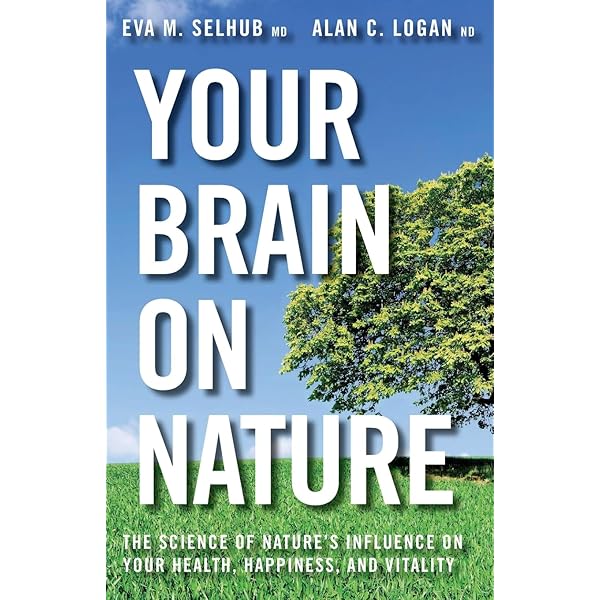 EVA M. SELHUB MD ALAN C. LOGAN ND
YOUR
BRAIN
ON
NATURE
THE SCIENCE OF NATURE'S INFLUENCE ON
YOUR HEALTH, HAPPINESS, AND VITALITY